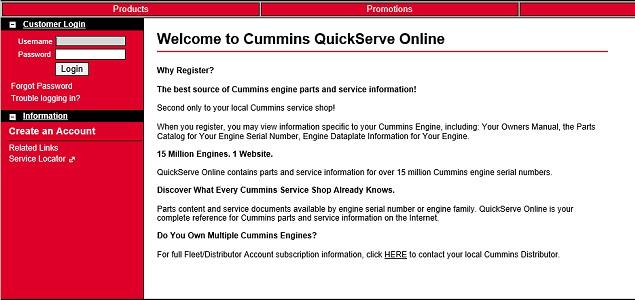 Products
Promotions
Customer Login
Username
Password
Login
Forgot Password
Trouble logging in?
Information
Create an Account
Related Links
Service Locator
Welcome to Cummins QuickServe Online
Why Register?
The best source of Cummins engine parts and service information!
Second only to your local Cummins service shop!
When you register, you may view information specific to your Cummins Engine, including: Your Owners Manual, the Parts
Catalog for Your Engine Serial Number, Engine Dataplate Information for Your Engine.
15 Million Engines. 1 Website.
QuickServe Online contains parts and service information for over 15 million Cummins engine serial numbers.
Discover What Every Cummins Service Shop Already Knows.
Parts content and service documents available by engine serial number or engine family. QuickServe Online is your
complete reference for Cummins parts and service information on the Internet.
Do You Own Multiple Cummins Engines?
For full Fleet/Distributor Account subscription information, click HERE to contact your local Cummins Distributor.